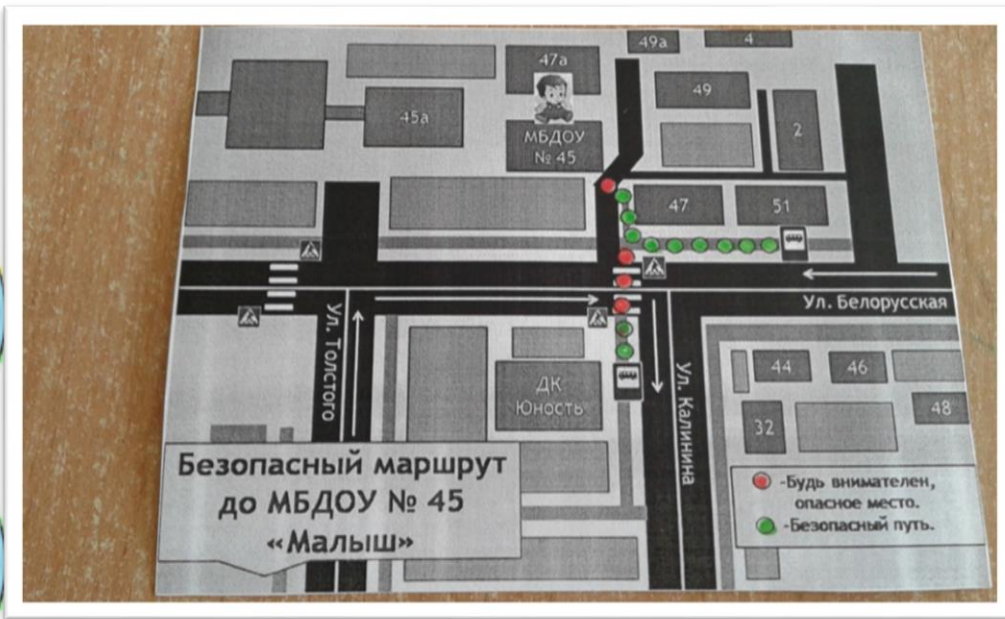 49а
4
47а
49
45а
2
МБДОУ
№ 45
47
51
Ул. Белорусская
Ул. Толстого
Ул. Калинина
ДК
Юность
44
46
48
32
Безопасный маршрут
до МБДОУ № 45
«Малыш»
-Будь внимателен,
опасное место.
-Безопасный путь.